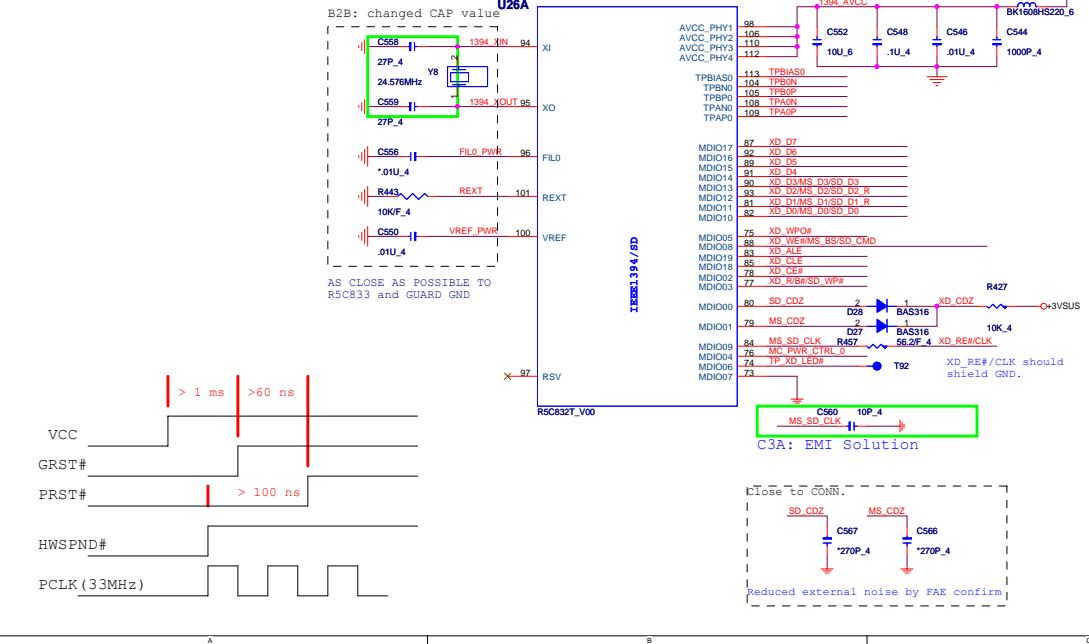 U26A
B2B: changed CAP value
C558
27P_4
24.576MHz
Y8
2
1
1394_XIN
94
XI
C559
27P_4
1394_XOUT
95
XO
C556
*.01U_4
FIL0_PWR
96
FIL0
R443
10K/F_4
REXT
101
REXT
C550
.01U_4
VREF_PWR
100
VREF
AS CLOSE AS POSSIBLE TO
R5C833 and GUARD GND
97
RSV
IEEE1394/SD
R5C832T_V00
1394_AVCC
BK1608HS220_6
AVCC_PHY1 98
AVCC_PHY2 106
AVCC_PHY3 110
AVCC_PHY4 112
C552
10U_6
C548
.1U_4
C546
.01U_4
C544
1000P_4
TPBIAS0 113 TPBIAS0
TPBN0 104 TPB0N
TPBP0 105 TPB0P
TPAN0 108 TPA0N
TPAP0 109 TPA0P
MDIO17 87 XD_D7
MDIO16 92 XD_D6
MDIO15 89 XD_D5
MDIO14 91 XD_D4
MDIO13 90 XD_D3/MS_D3/SD_D3
MDIO12 93 XD_D2/MS_D2/SD_D2_R
MDIO11 81 XD_D1/MS_D1/SD_D1_R
MDIO10 82 XD_D0/MS_D0/SD_D0
MDIO05 75 XD_WPO#
MDIO08 88 XD_WE#/MS_BS/SD_CMD
MDIO19 83 XD_ALE
MDIO18 85 XD_CLE
MDIO02 78 XD_CE#
MDIO03 77 XD_R/B#/SD_WP#
MDIO00 80 SD_CDZ
2
1
D28
BAS316
XD_CDZ
R427
10K_4
+3VSUS
MDIO01 79 MS_CDZ
2
1
D27
BAS316
MDIO09 84 MS_SD_CLK
R457
56.2/F_4
XD_RE#/CLK
MDIO04 76 MC_PWR_CTRL_0
MDIO06 74 TP_XD_LED#
T92
MDIO07 73
XD_RE#/CLK should
shield GND.
C560
10P_4
MS_SD_CLK
C3A: EMI Solution
Close to CONN.
SD_CDZ
MS_CDZ
C567
*270P_4
C566
*270P_4
Reduced external noise by FAE confirm
> 1 ms
>60 ns
VCC
GRST#
PRST#
> 100 ns
HWSPND#
PCLK(33MHz)
A
B